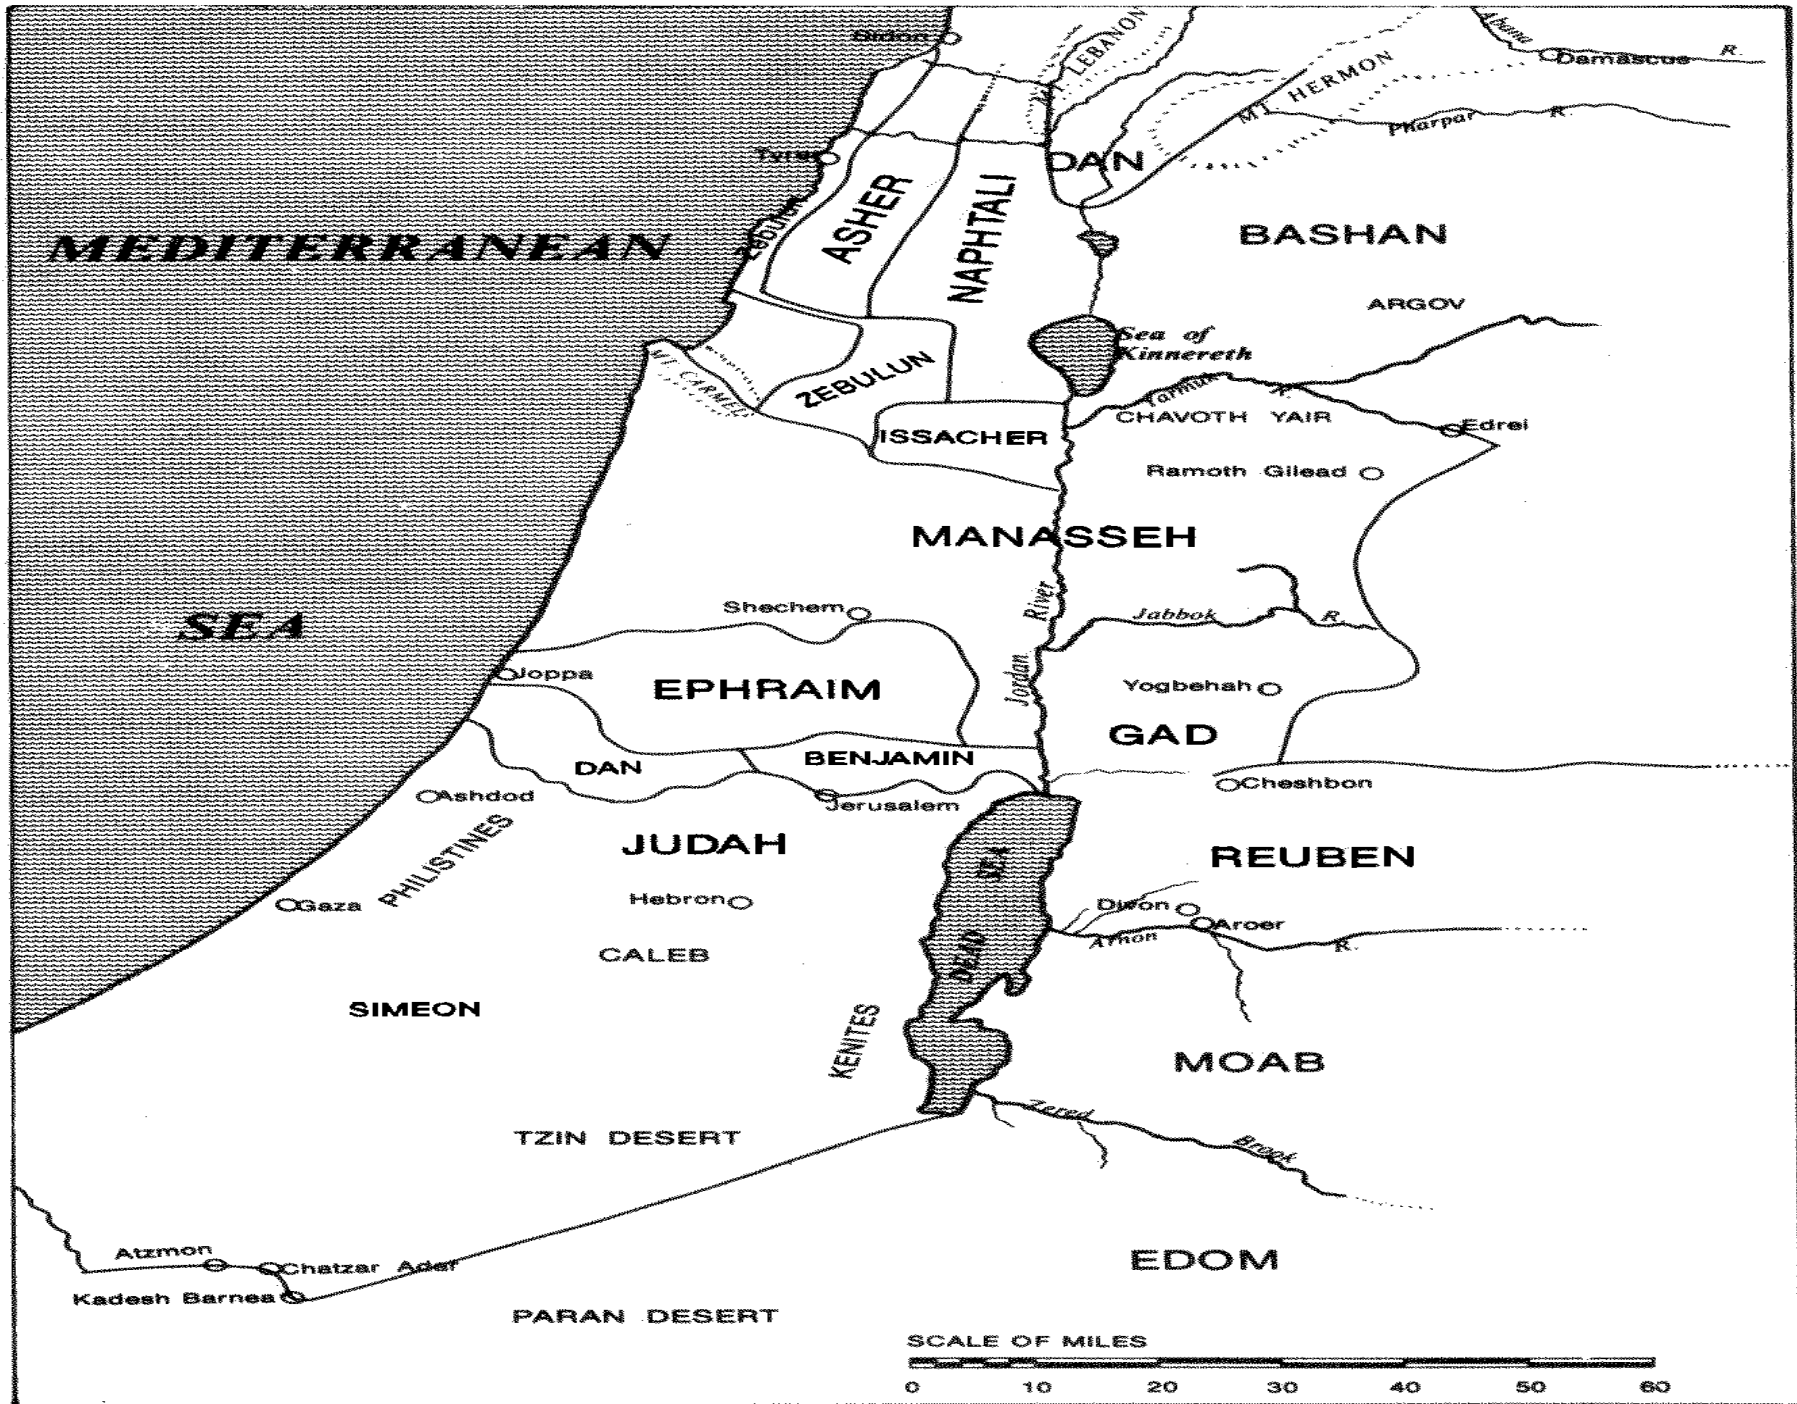 Sidon
LEBANON
Abana
R.
Damascus
MT. HERMON
Pharpar R.
Tyre
DAN
Zebulun
ASHER
NAPHTALI
BASHAN
MEDITERRANEAN
ARGOV
Sea of
Kinnereth
MT. CARMEL
ZEBULUN
Yarmuk R.
CHAVOTH YAIR
Edrei
ISSACHER
Ramoth Gilead
MANASSEH
Shechem
SEA
Jordan River
Jabbok R.
Joppa
EPHRAIM
Yogbehah
GAD
DAN
BENJAMIN
Cheshbon
Ashdod
Jerusalem
PHILISTINES
JUDAH
REUBEN
DEAD SEA
Gaza
Hebron
Divon
Aroer
Arnon R.
CALEB
SIMEON
KENITES
MOAB
Zered Brook
TZIN DESERT
Atzmon
Chatzar Adar
Kadesh Barnea
EDOM
PARAN DESERT
SCALE OF MILES
0 10 20 30 40 50 60